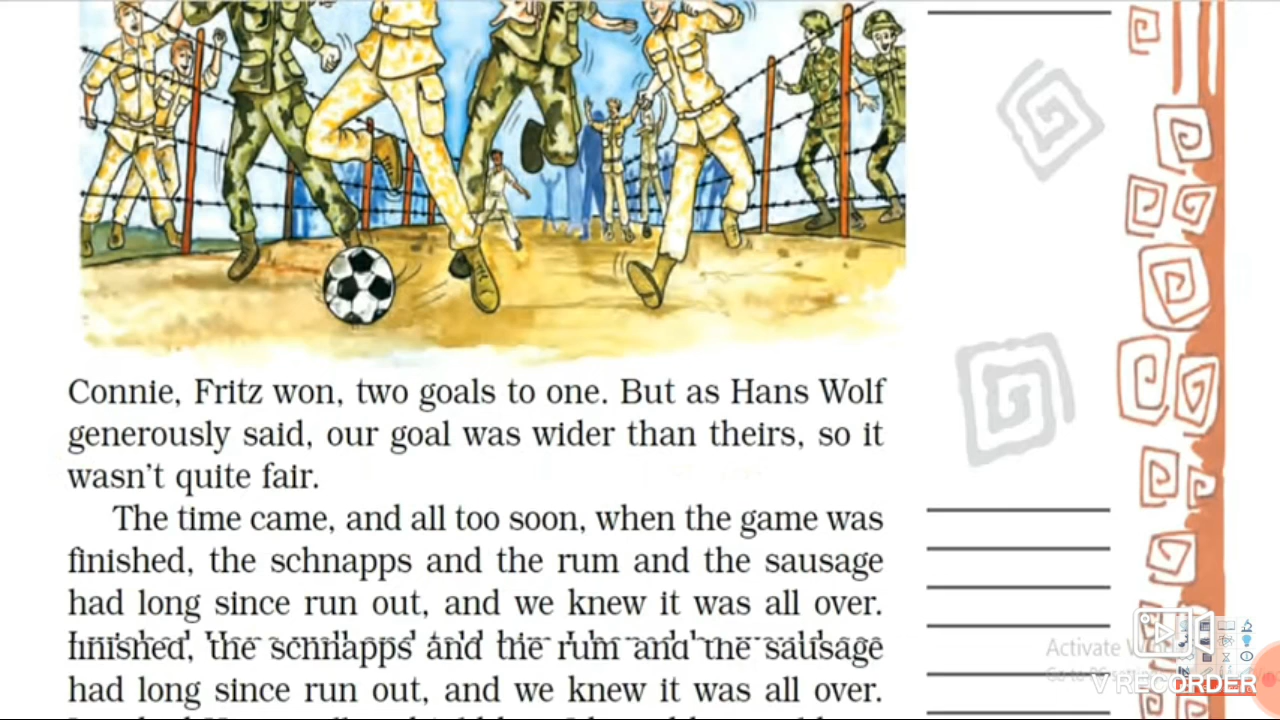 Connie, Fritz won, two goals to one. But as Hans Wolf
generously said, our goal was wider than theirs, so it
wasn't quite fair.
The time came, and all too soon, when the game was
finished, the schnapps and the rum and the sausage
had long since run out, and we knew it was all over.
finished, the schnapps and the rum and the sausage
had long since run out, and we knew it was all over.
Activate
V RECORDER